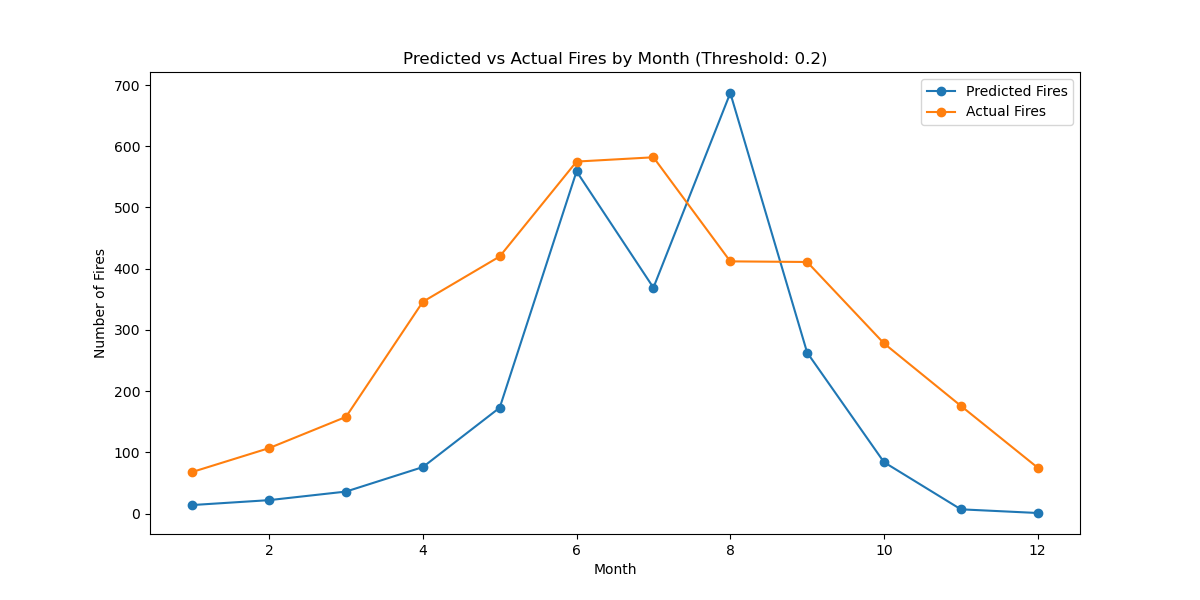 Predicted vs Actual Fires by Month (Threshold: 0.2)
Predicted Fires
Actual Fires
Number of Fires
700
600
500
400
300
200
100
0
2 4 6 8 10 12
Month